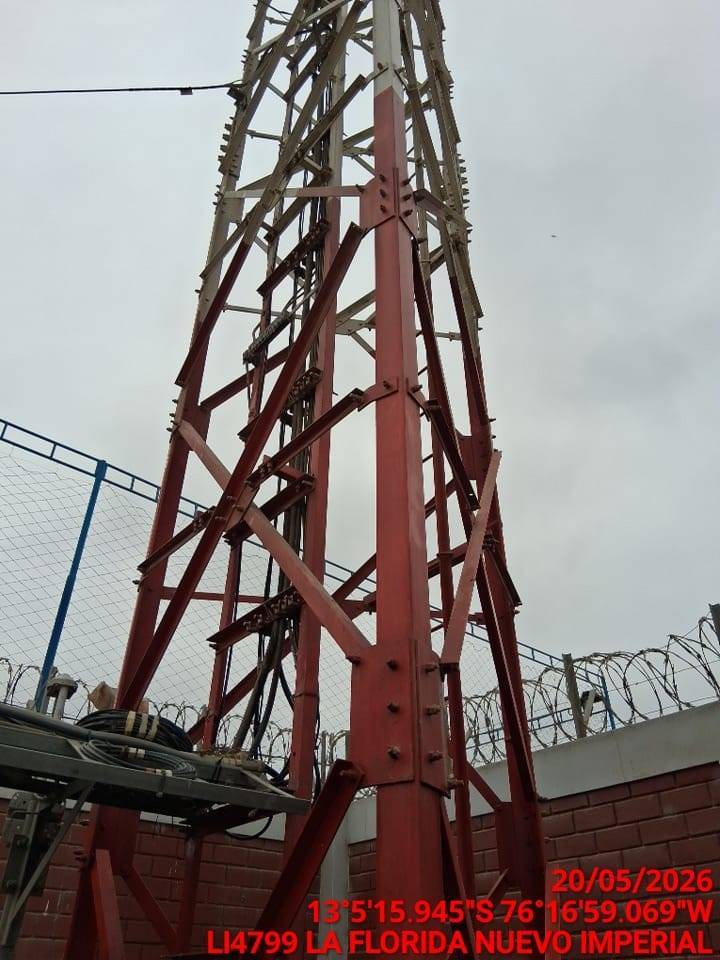 20/05/2026
13°5'15.945"S 76°16'59.069"W
LI4799 LA FLORIDA NUEVO IMPERIAL